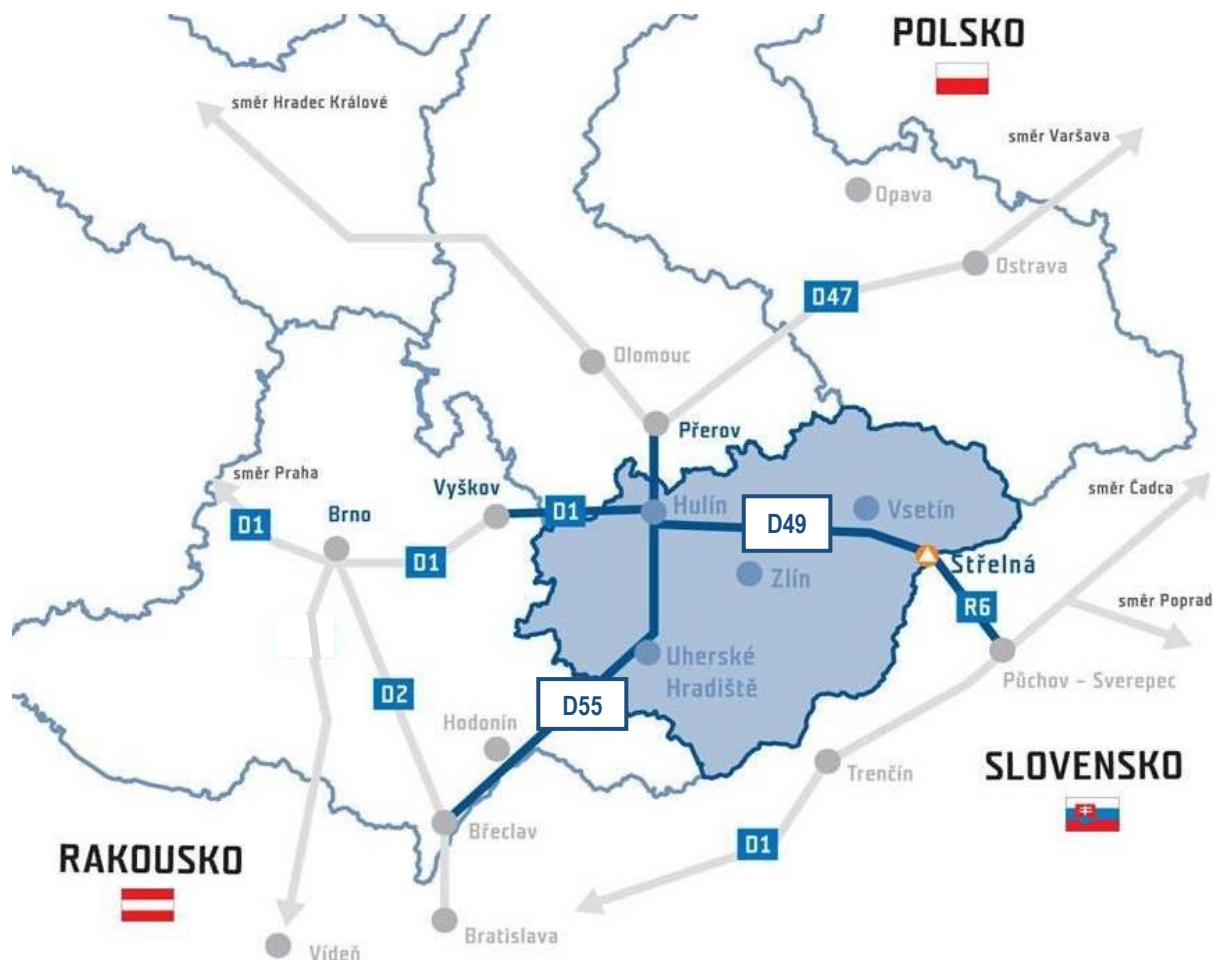 POLSKO
směr Hradec Králové
směr Varšava
Opava
Ostrava
D47
Olomouc
Přerov
směr Praha
Vyškov
směr Čadca
D1
Brno
D1
Hulín
D49
Vsetín
D1
Střelná
Zlín
R6
směr Poprad
Uherské
Hradiště
Půchov - Sverepec
D2
D55
Hodonín
Trenčín
SLOVENSKO
Břeclav
D1
RAKOUSKO
Bratislava
Vídeň